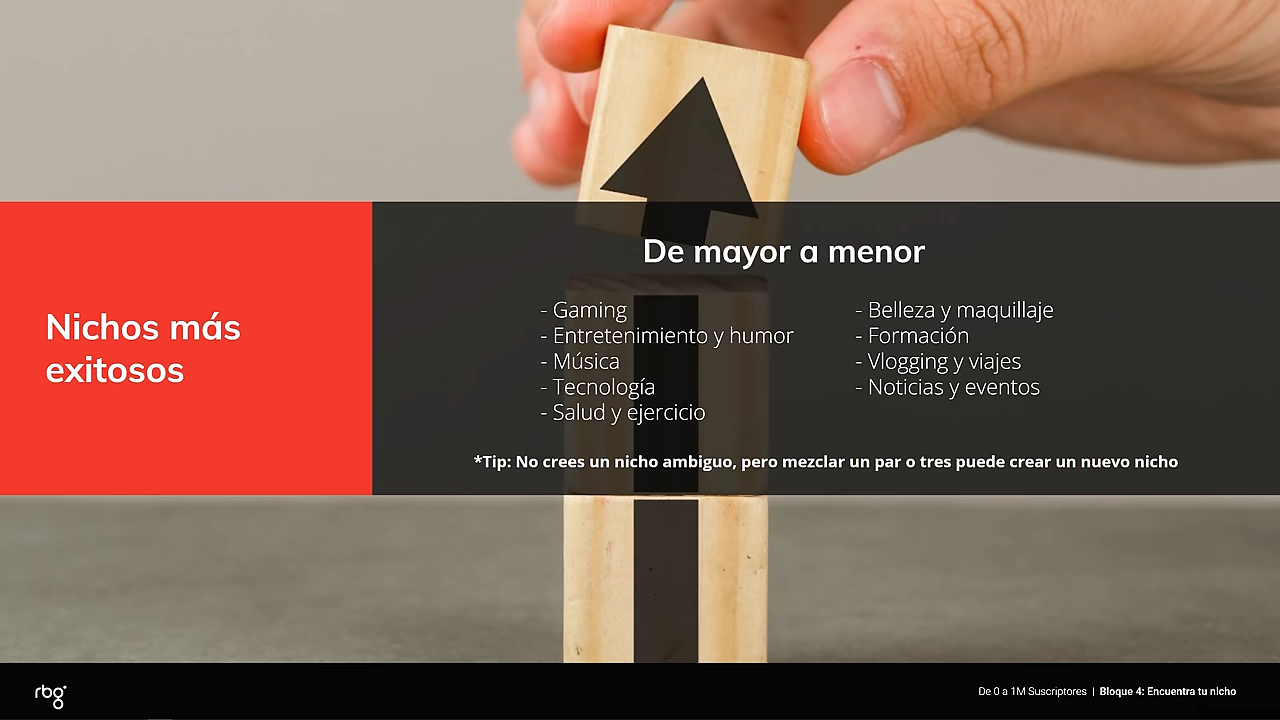 Nichos más
exitosos
De mayor a menor
- Gaming
- Entretenimiento y humor
- Música
- Tecnología
- Salud y ejercicio
- Belleza y maquillaje
- Formación
- Vlogging y viajes
- Noticias y eventos
*Tip: No crees un nicho ambiguo, pero mezclar un par o tres puede crear un nuevo nicho
rbg
De 0 a 1M Suscriptores | Bloque 4: Encuentra tu nicho